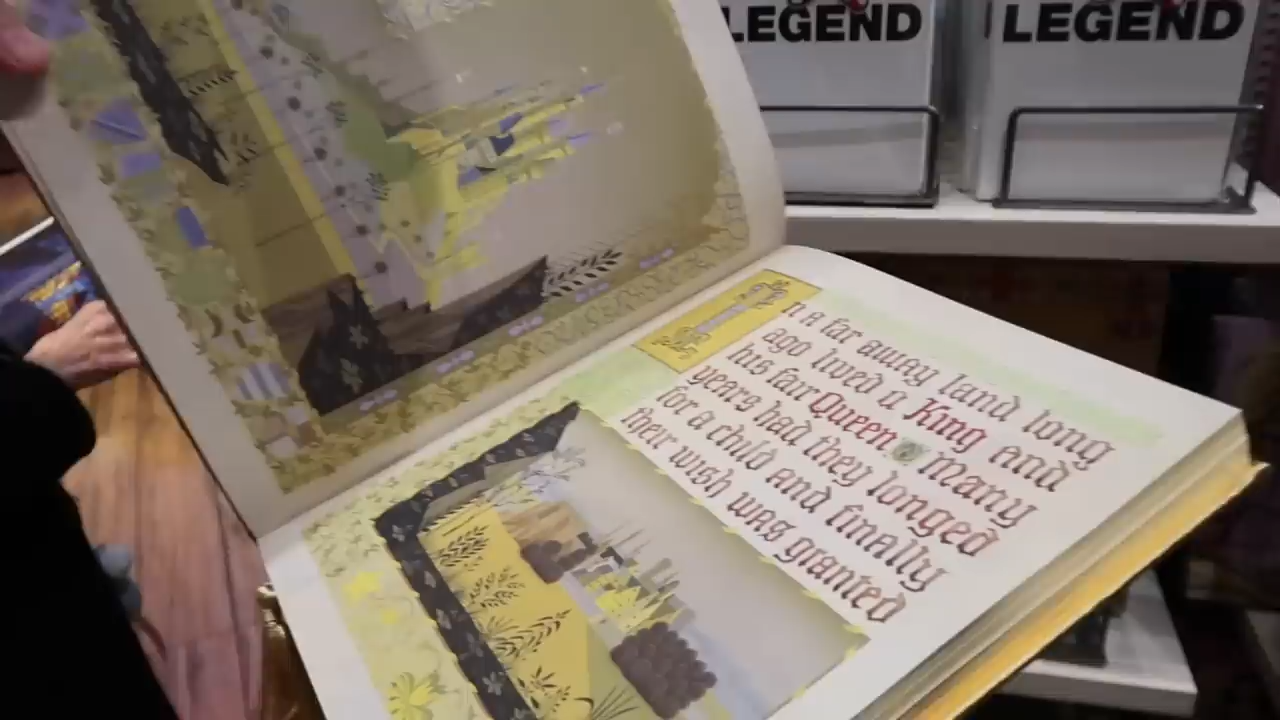 LEGEND
LEGEND
In a far away land long
ago lived a King and
his fair Queen many
years had they longed
for a child and finally
their wish was granted